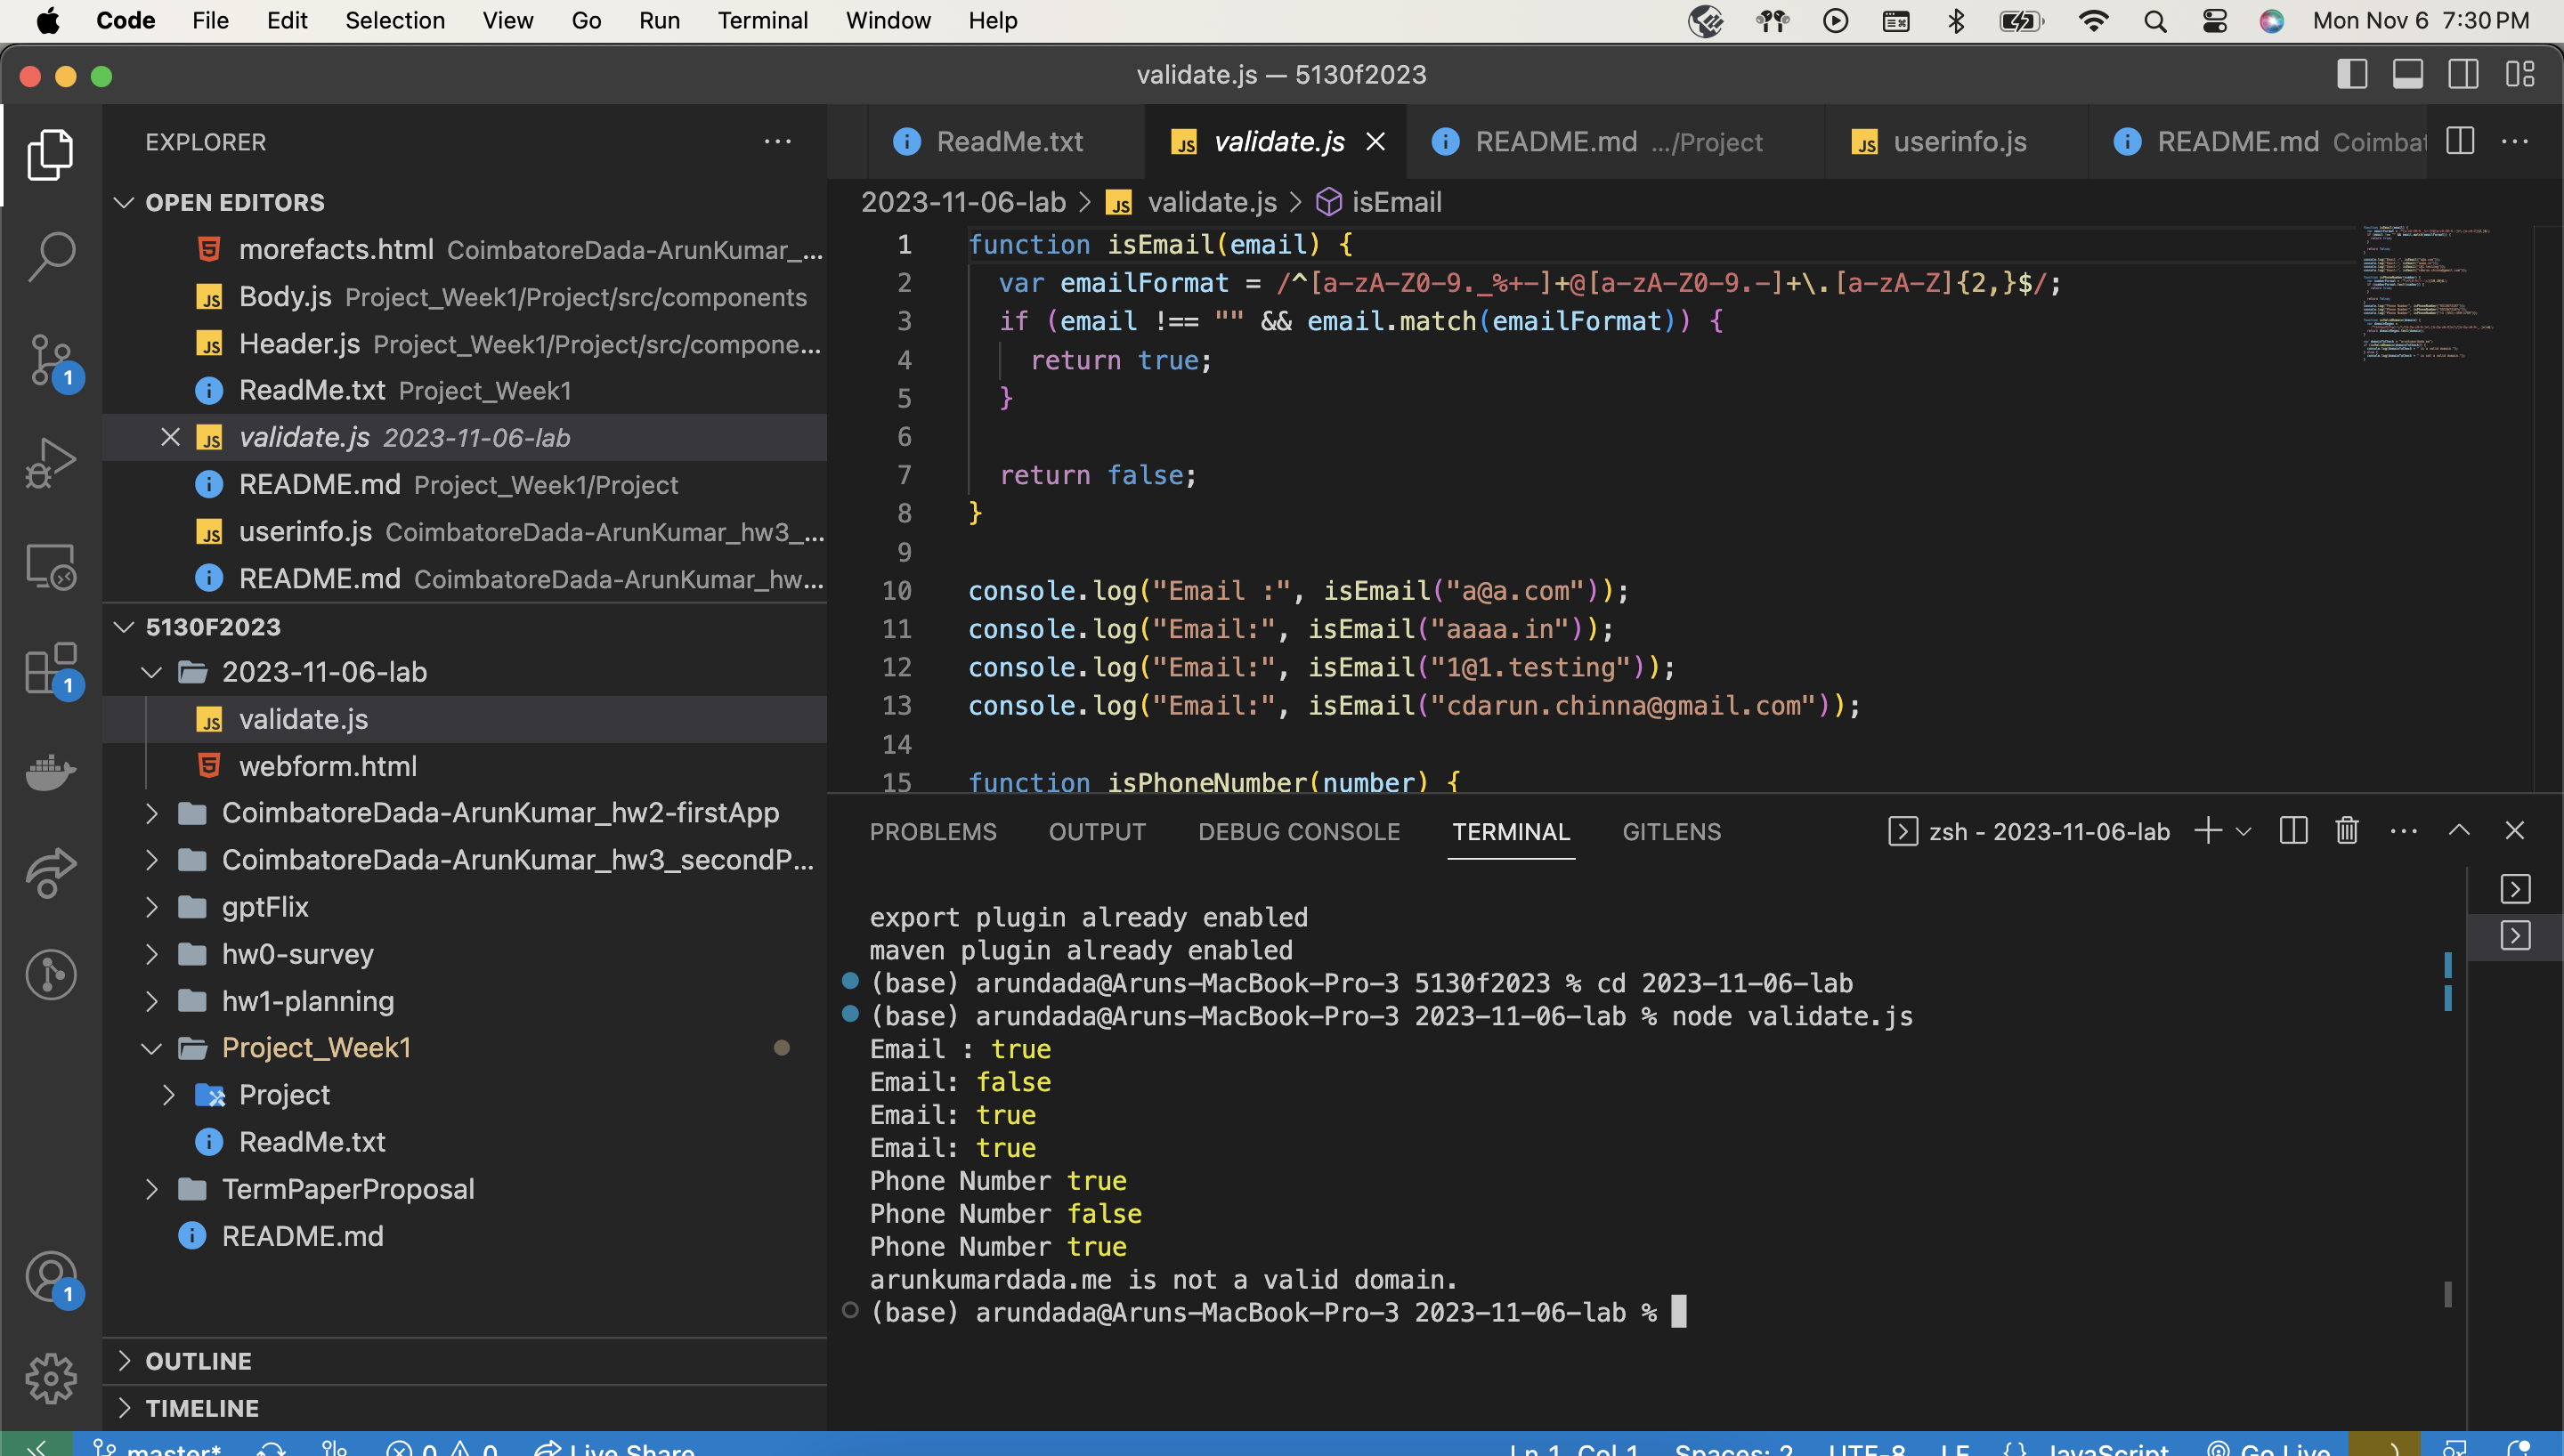 Code File Edit Selection View Go Run Terminal Window Help Mon Nov 6 7:30 PM
validate.js — 5130f2023
EXPLORER
OPEN EDITORS
morefacts.html CoimbatoreDada-ArunKumar_...
Body.js Project_Week1/Project/src/components
Header.js Project_Week1/Project/src/compone...
ReadMe.txt Project_Week1
validate.js 2023-11-06-lab
README.md Project_Week1/Project
userinfo.js CoimbatoreDada-ArunKumar_hw3_...
README.md CoimbatoreDada-ArunKumar_hw...
5130F2023
2023-11-06-lab
validate.js
webform.html
CoimbatoreDada-ArunKumar_hw2-firstApp
CoimbatoreDada-ArunKumar_hw3_secondP...
gptFlix
hw0-survey
hw1-planning
Project_Week1
Project
ReadMe.txt
TermPaperProposal
README.md
OUTLINE
TIMELINE
1
1
1
ReadMe.txt validate.js README.md .../Project userinfo.js README.md Coimbat
2023-11-06-lab > validate.js > isEmail
1 function isEmail(email) {
2 var emailFormat = /^[a-zA-Z0-9._%+-]+@[a-zA-Z0-9.-]+\.[a-zA-Z]{2,}$/;
3 if (email !== "" && email.match(emailFormat)) {
4 return true;
5 }
6
7 return false;
8 }
9
10 console.log("Email :", isEmail("a@a.com"));
11 console.log("Email:", isEmail("aaaa.in"));
12 console.log("Email:", isEmail("1@1.testing"));
13 console.log("Email:", isEmail("cdarun.chinna@gmail.com"));
14
15 function isPhoneNumber(number) {
PROBLEMS OUTPUT DEBUG CONSOLE TERMINAL GITLENS zsh - 2023-11-06-lab
export plugin already enabled
maven plugin already enabled
(base) arundada@Aruns-MacBook-Pro-3 5130f2023 % cd 2023-11-06-lab
(base) arundada@Aruns-MacBook-Pro-3 2023-11-06-lab % node validate.js
Email : true
Email: false
Email: true
Email: true
Phone Number true
Phone Number false
Phone Number true
arunkumardada.me is not a valid domain.
(base) arundada@Aruns-MacBook-Pro-3 2023-11-06-lab %
master* 0 0 Live Share Ln 1, Col 1 Spaces: 2 UTF-8 LF {} JavaScript Go Live